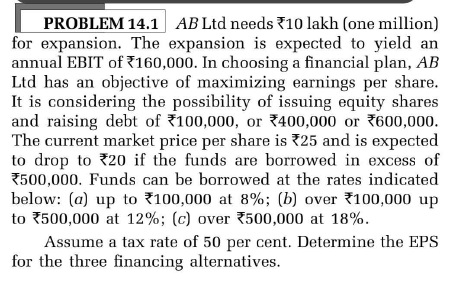 PROBLEM 14.1 AB Ltd needs ₹10 lakh (one million)
for expansion. The expansion is expected to yield an
annual EBIT of ₹160,000. In choosing a financial plan, AB
Ltd has an objective of maximizing earnings per share.
It is considering the possibility of issuing equity shares
and raising debt of ₹100,000, or ₹400,000 or ₹600,000.
The current market price per share is ₹25 and is expected
to drop to ₹20 if the funds are borrowed in excess of
₹500,000. Funds can be borrowed at the rates indicated
below: (a) up to ₹100,000 at 8%; (b) over ₹100,000 up
to ₹500,000 at 12%; (c) over ₹500,000 at 18%.
Assume a tax rate of 50 per cent. Determine the EPS
for the three financing alternatives.